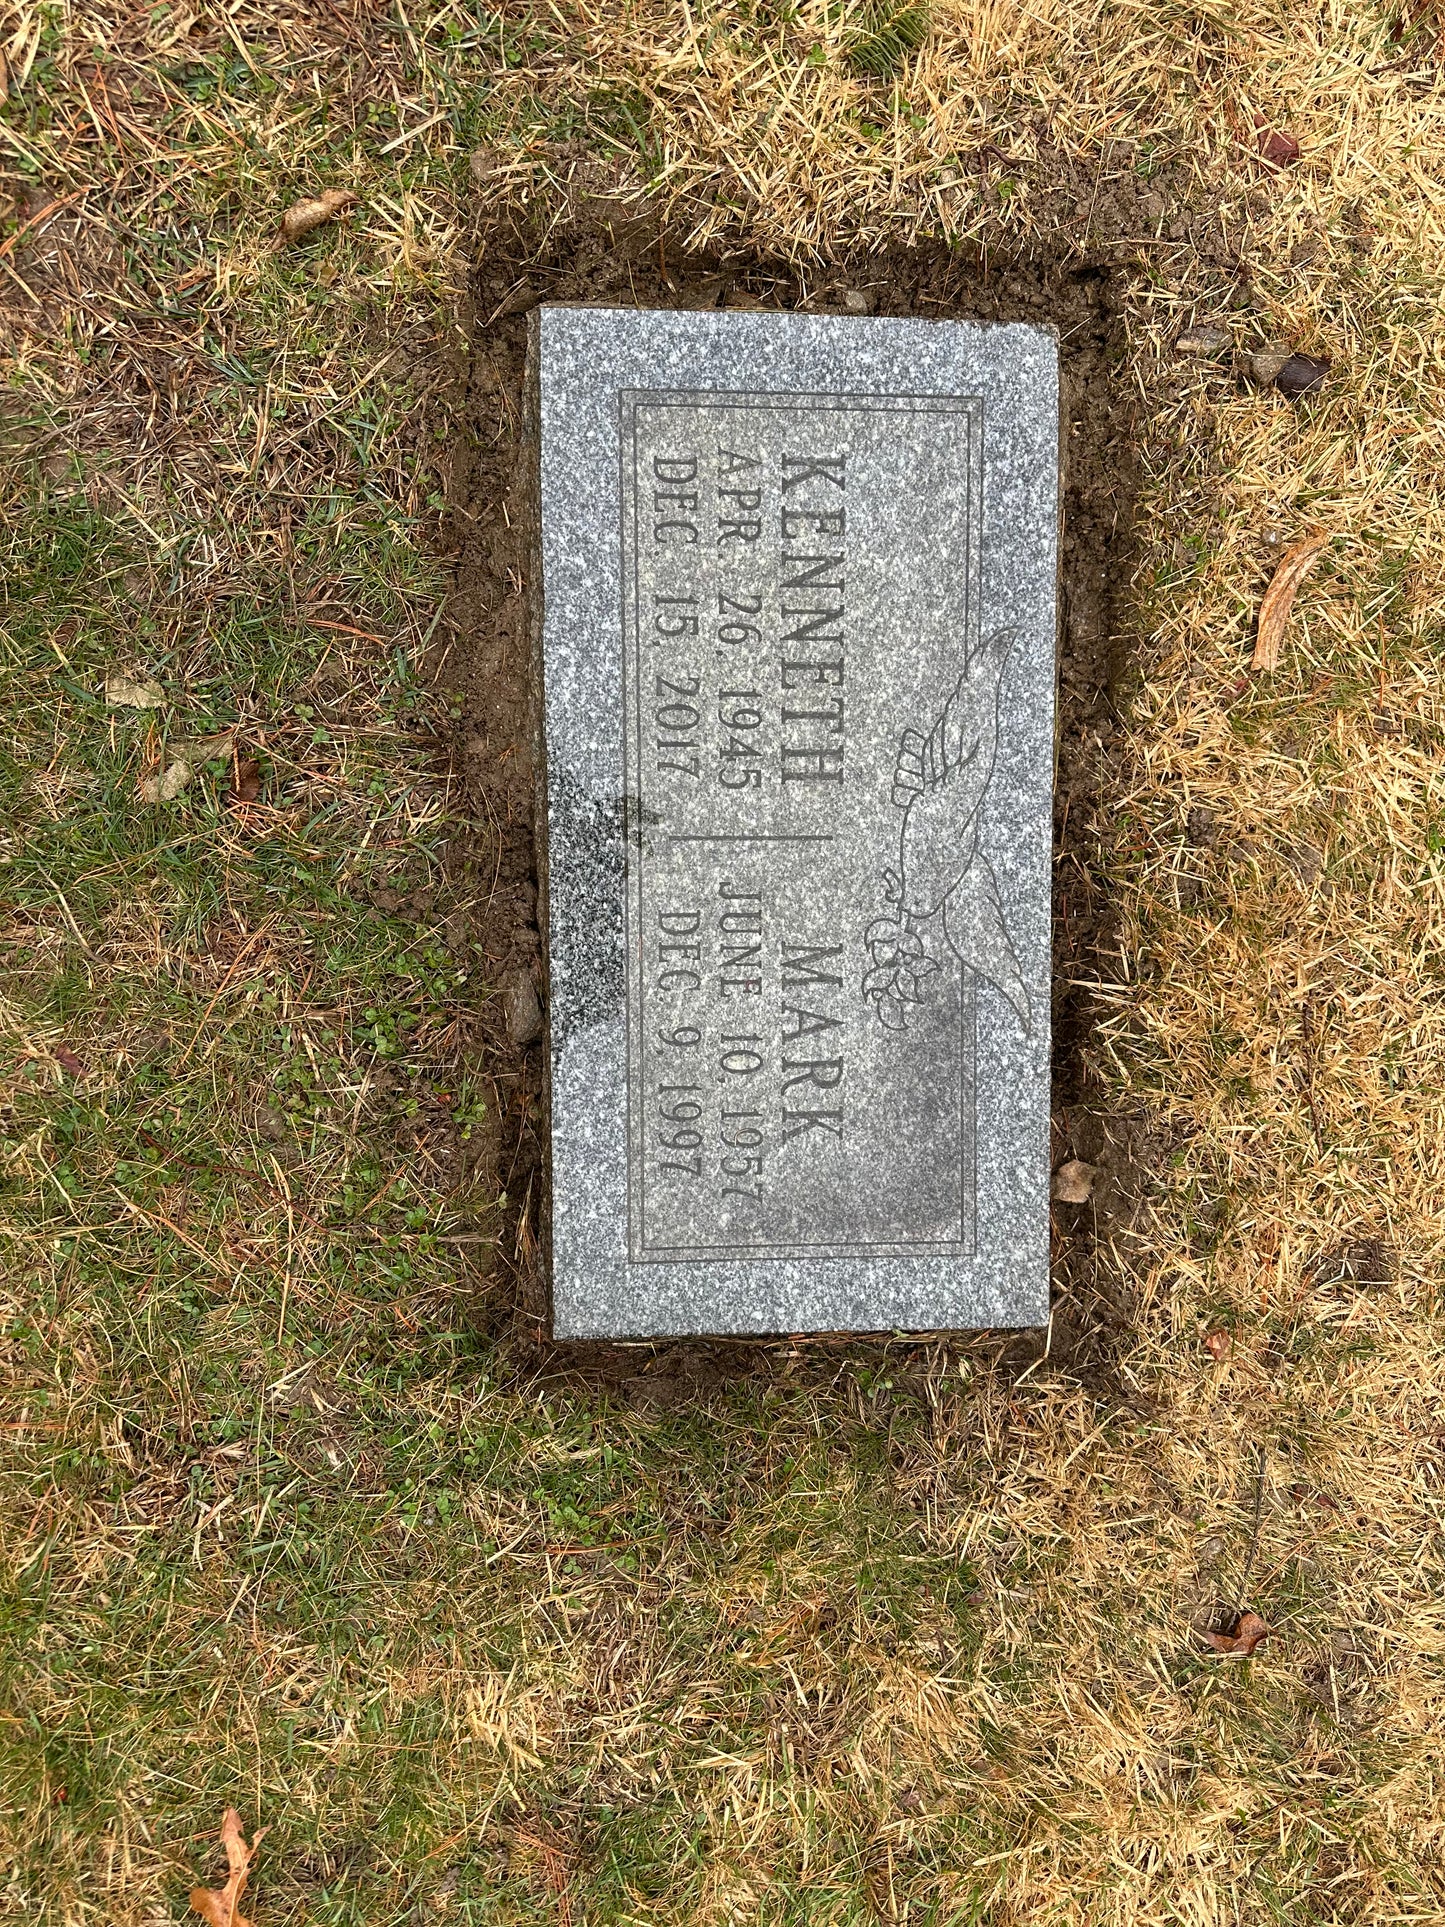 KENNETH
APR. 26, 1945
DEC. 15, 2017
MARK
JUNE 10, 1957
DEC. 9, 1997